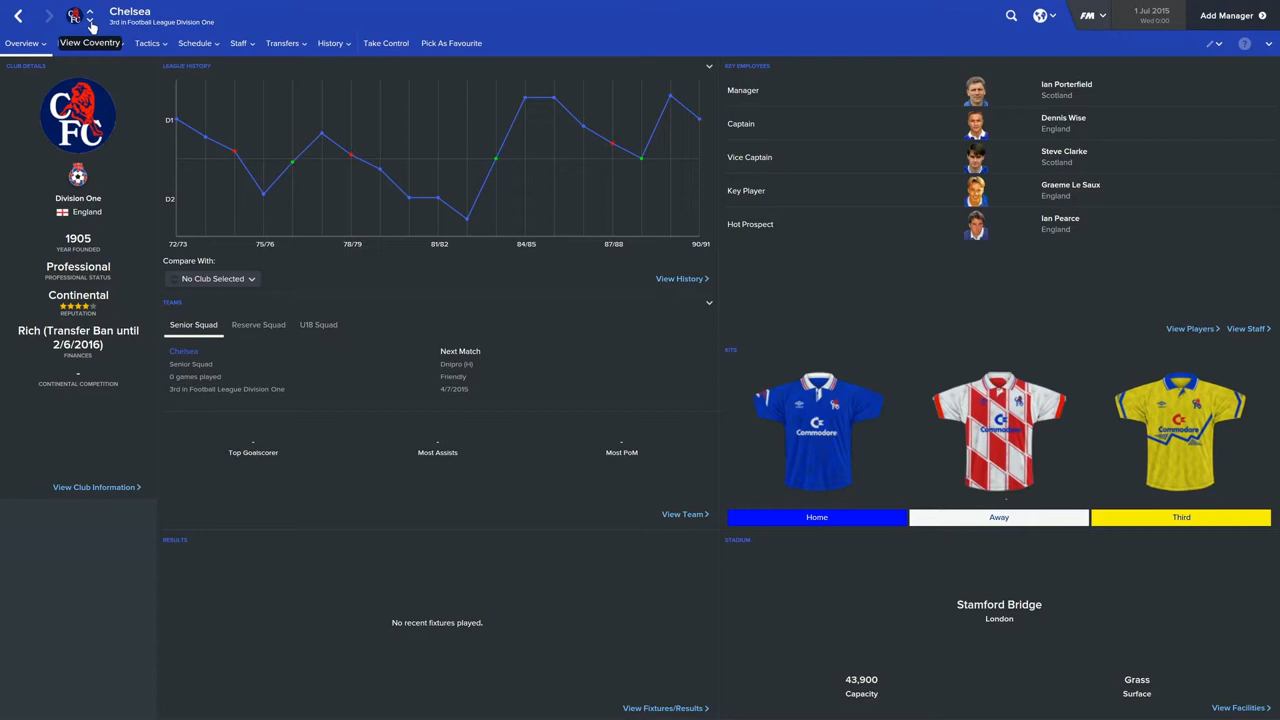 Chelsea
3rd in Football League Division One
FM
1 Jul 2015
Wed 0:00
Add Manager
View Coventry
Overview
Tactics
Schedule
Staff
Transfers
History
Take Control
Pick As Favourite
CLUB DETAILS
CFC
Division One
England
1905
YEAR FOUNDED
Professional
PROFESSIONAL STATUS
Continental
REPUTATION
Rich (Transfer Ban until
2/6/2016)
FINANCES
-
CONTINENTAL COMPETITION
View Club Information
LEAGUE HISTORY
D1
D2
72/73 75/76 78/79 81/82 84/85 87/88 90/91
Compare With:
No Club Selected
View History
TEAMS
Senior Squad Reserve Squad U18 Squad
Chelsea
Senior Squad
0 games played
3rd in Football League Division One
Next Match
Dnipro (H)
Friendly
4/7/2015
- - -
Top Goalscorer Most Assists Most PoM
View Team
RESULTS
No recent fixtures played.
View Fixtures/Results
KEY EMPLOYEES
Manager
Ian Porterfield
Scotland
Captain
Dennis Wise
England
Vice Captain
Steve Clarke
Scotland
Key Player
Graeme Le Saux
England
Hot Prospect
Ian Pearce
England
View Players View Staff
KITS
Commodore
Commodore
Commodore
Home Away Third
STADIUM
Stamford Bridge
London
43,900
Capacity
Grass
Surface
View Facilities